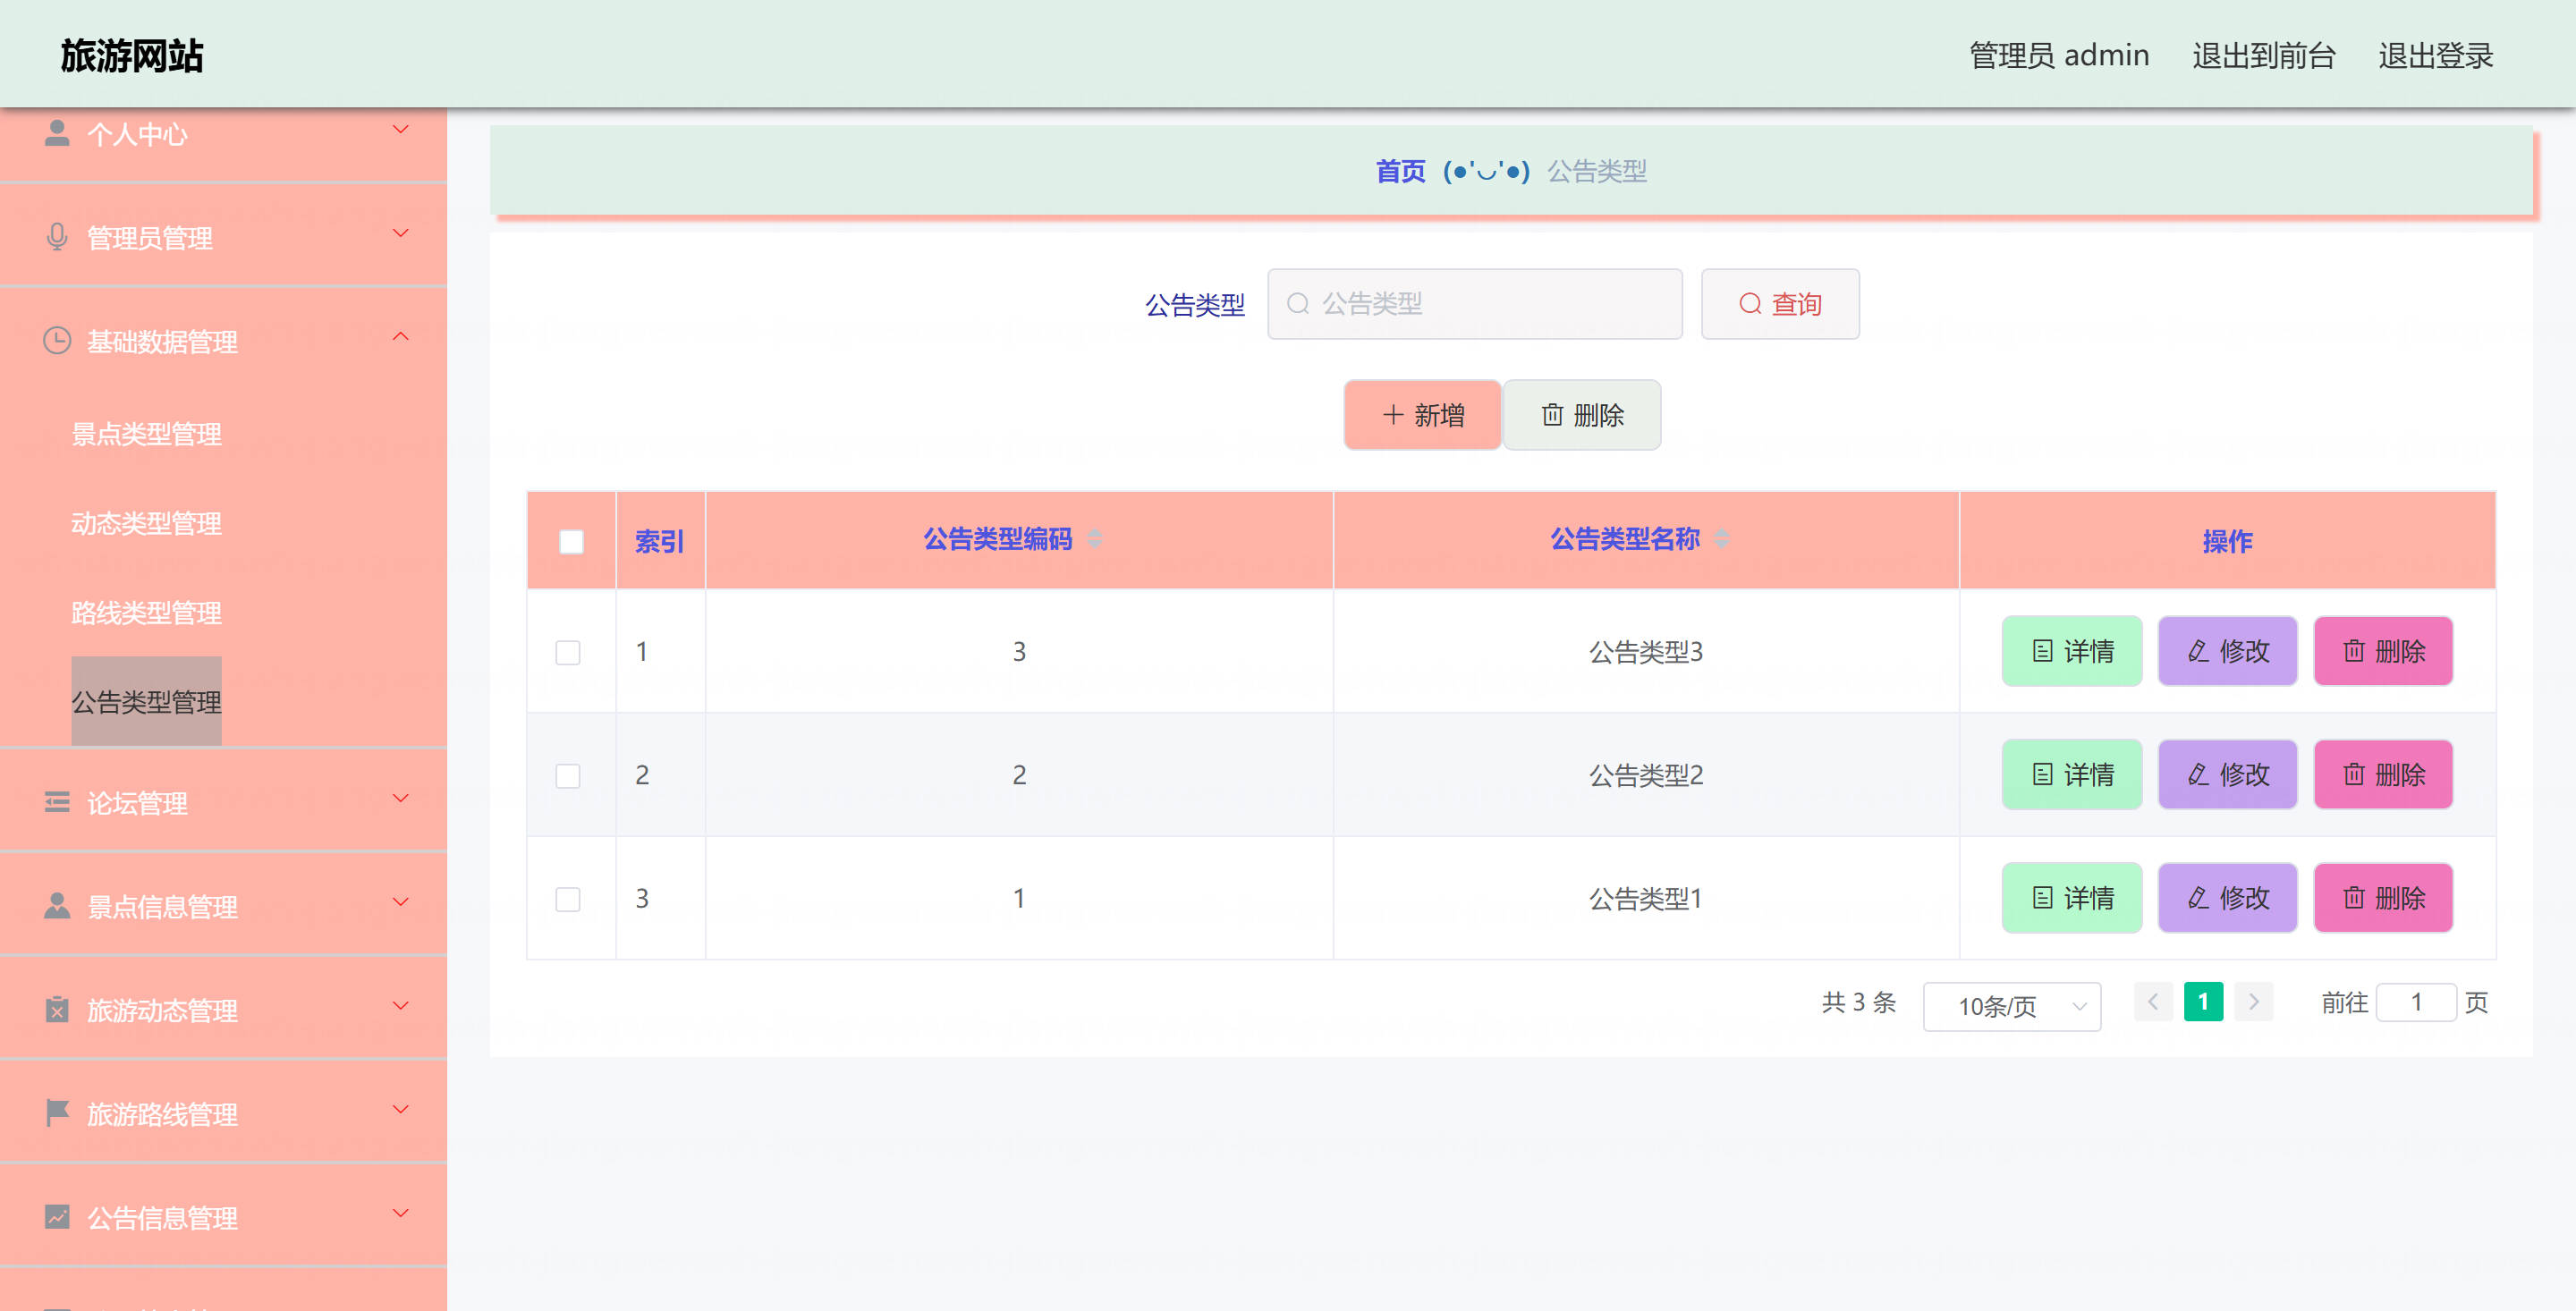 旅游网站
管理员 admin 退出到前台 退出登录
个人中心
管理员管理
基础数据管理
景点类型管理
动态类型管理
路线类型管理
公告类型管理
论坛管理
景点信息管理
旅游动态管理
旅游路线管理
公告信息管理
首页 (●'◡'●) 公告类型
公告类型 公告类型 查询
新增 删除
索引 公告类型编码 公告类型名称 操作
1 3 公告类型3 详情 修改 删除
2 2 公告类型2 详情 修改 删除
3 1 公告类型1 详情 修改 删除
共 3 条 10条/页 1 前往 1 页